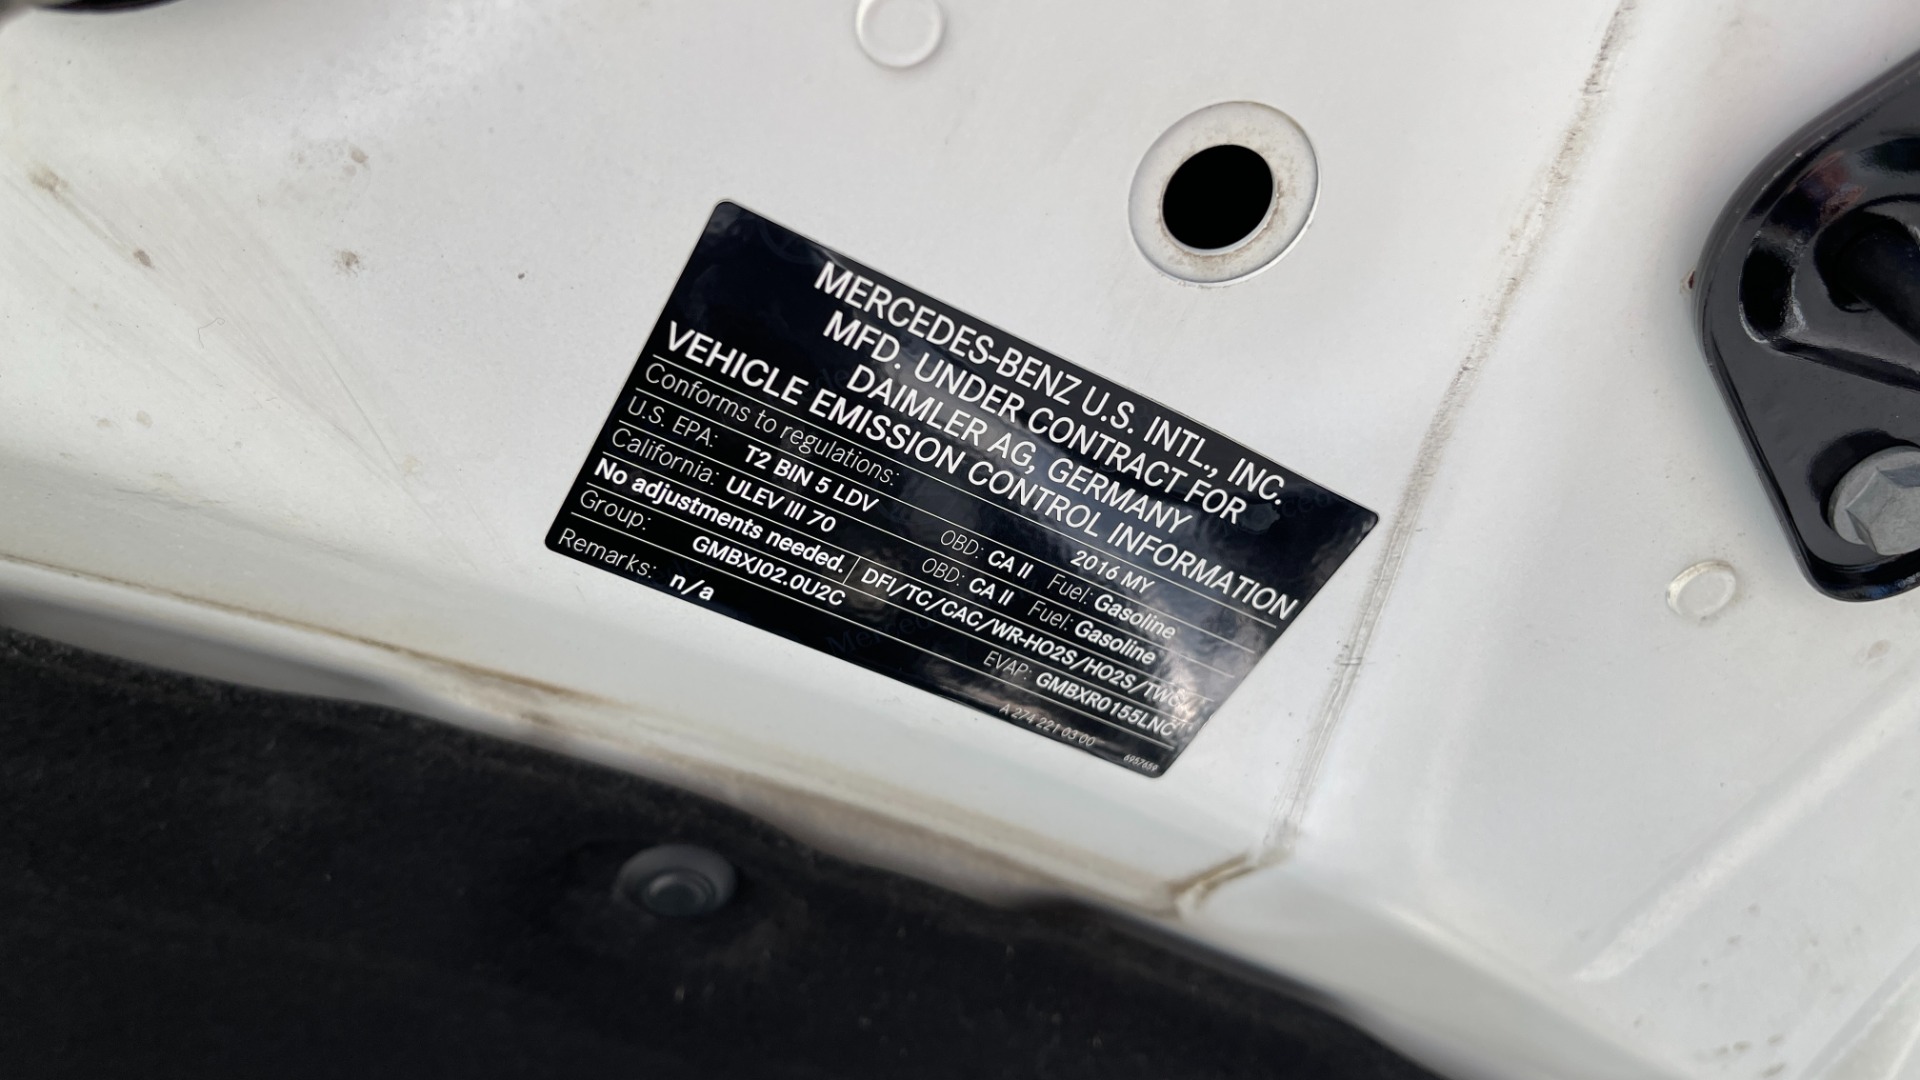 MERCEDES-BENZ U.S. INTL., INC.
MFD. UNDER CONTRACT FOR
DAIMLER AG, GERMANY
VEHICLE EMISSION CONTROL INFORMATION
Conforms to regulations: 2016 MY
U.S. EPA: T2 BIN 5 LDV OBD: CA II Fuel: Gasoline
California: ULEV III 70 OBD: CA II Fuel: Gasoline
No adjustments needed. DFI/TC/CAC/WR-HO2S/HO2S/
Group: GMBXJ02.0U2C EVAP: GMBXR0155LNC
Remarks: n/a
A 274 221 03 00
6957659